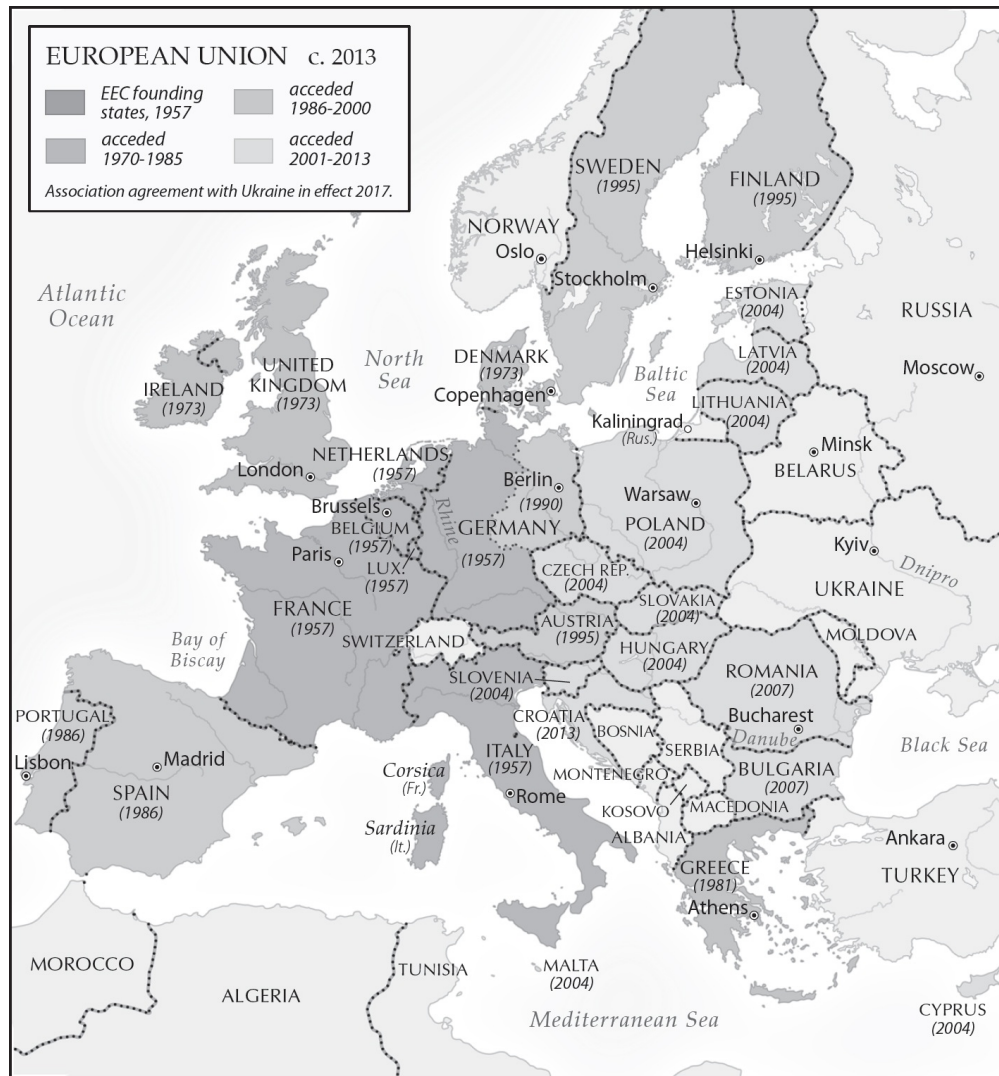 EUROPEAN UNION c. 2013
EEC founding
states, 1957
acceded
1986-2000
acceded
1970-1985
acceded
2001-2013
Association agreement with Ukraine in effect 2017.
SWEDEN
(1995)
FINLAND
(1995)
NORWAY
Oslo
Helsinki
Stockholm
ESTONIA
(2004)
Atlantic
Ocean
RUSSIA
North
Sea
DENMARK
(1973)
Copenhagen
LATVIA
(2004)
Moscow
Baltic
Sea
UNITED
KINGDOM
(1973)
IRELAND
(1973)
LITHUANIA
(2004)
Kaliningrad
(Rus.)
Minsk
BELARUS
NETHERLANDS
(1957)
London
Berlin
(1990)
Warsaw
POLAND
(2004)
Brussels
BELGIUM
(1957)
Rhine
GERMANY
(1957)
Paris
LUX.
(1957)
Kyiv
Dnipro
UKRAINE
CZECH REP.
(2004)
SLOVAKIA
(2004)
FRANCE
(1957)
AUSTRIA
(1995)
SWITZERLAND
MOLDOVA
HUNGARY
(2004)
Bay of
Biscay
ROMANIA
(2007)
SLOVENIA
(2004)
Bucharest
Danube
CROATIA
(2013)
BOSNIA
SERBIA
PORTUGAL
(1986)
Lisbon
Madrid
SPAIN
(1986)
Black Sea
ITALY
(1957)
Corsica
(Fr.)
MONTENEGRO
BULGARIA
(2007)
Rome
KOSOVO
MACEDONIA
Sardinia
(It.)
ALBANIA
Ankara
TURKEY
GREECE
(1981)
Athens
MOROCCO
ALGERIA
TUNISIA
MALTA
(2004)
Mediterranean Sea
CYPRUS
(2004)